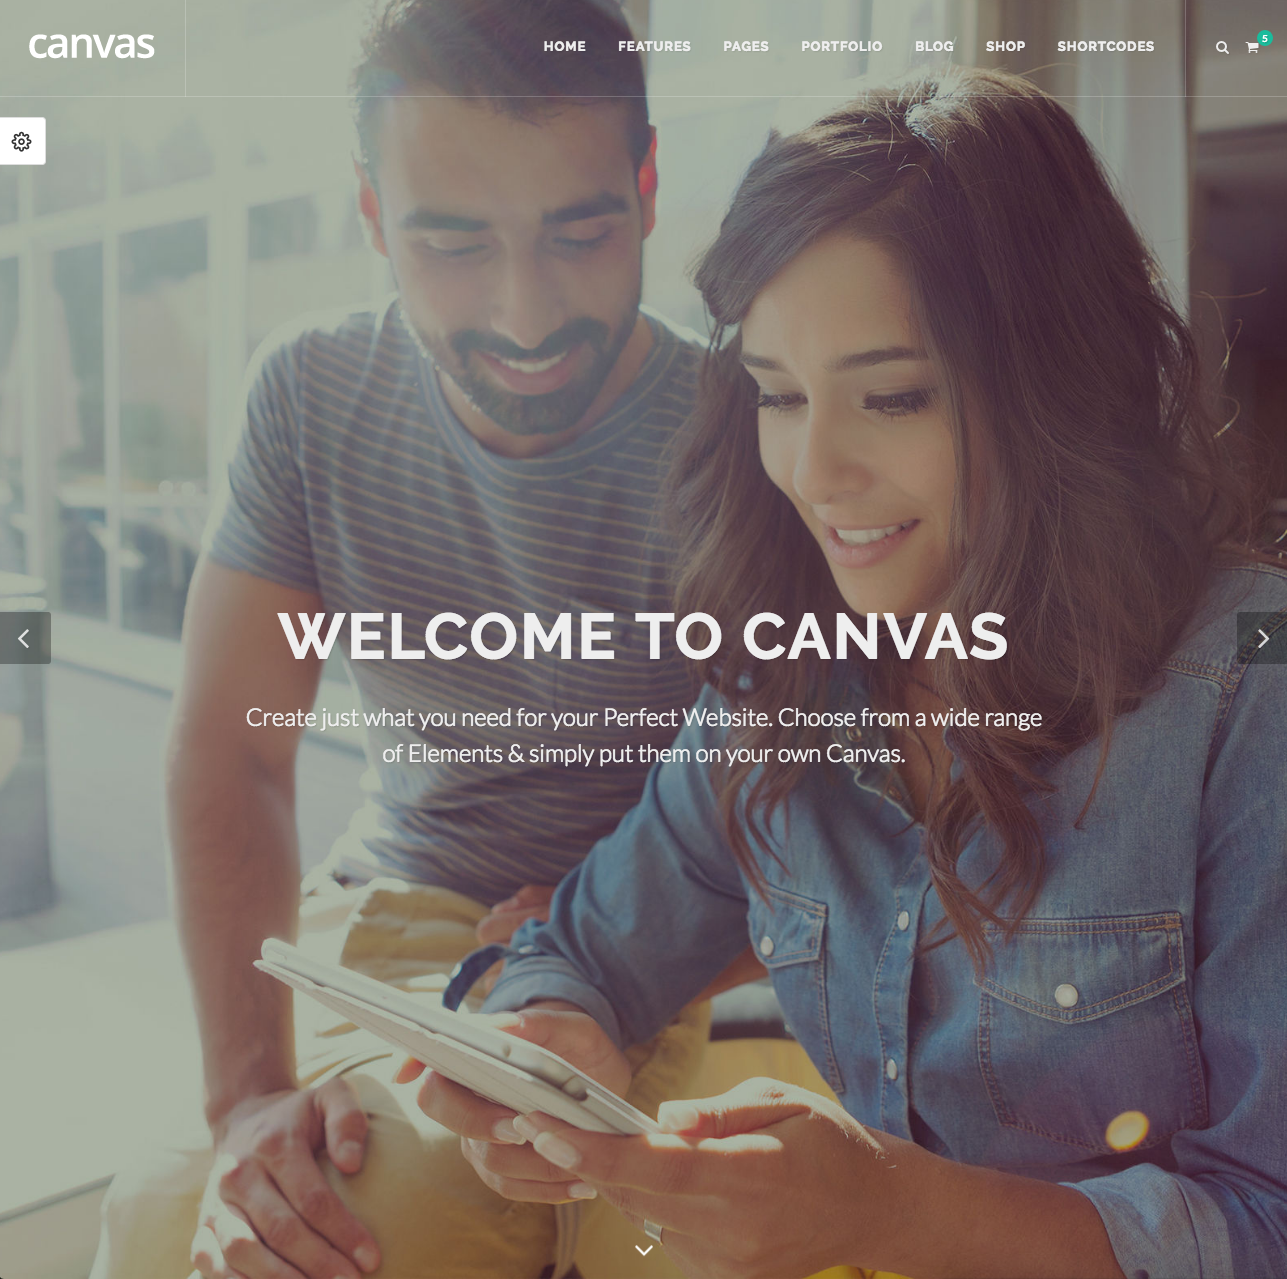 canvas
HOME FEATURES PAGES PORTFOLIO BLOG SHOP SHORTCODES
5
WELCOME TO CANVAS
Create just what you need for your Perfect Website. Choose from a wide range
of Elements & simply put them on your own Canvas.